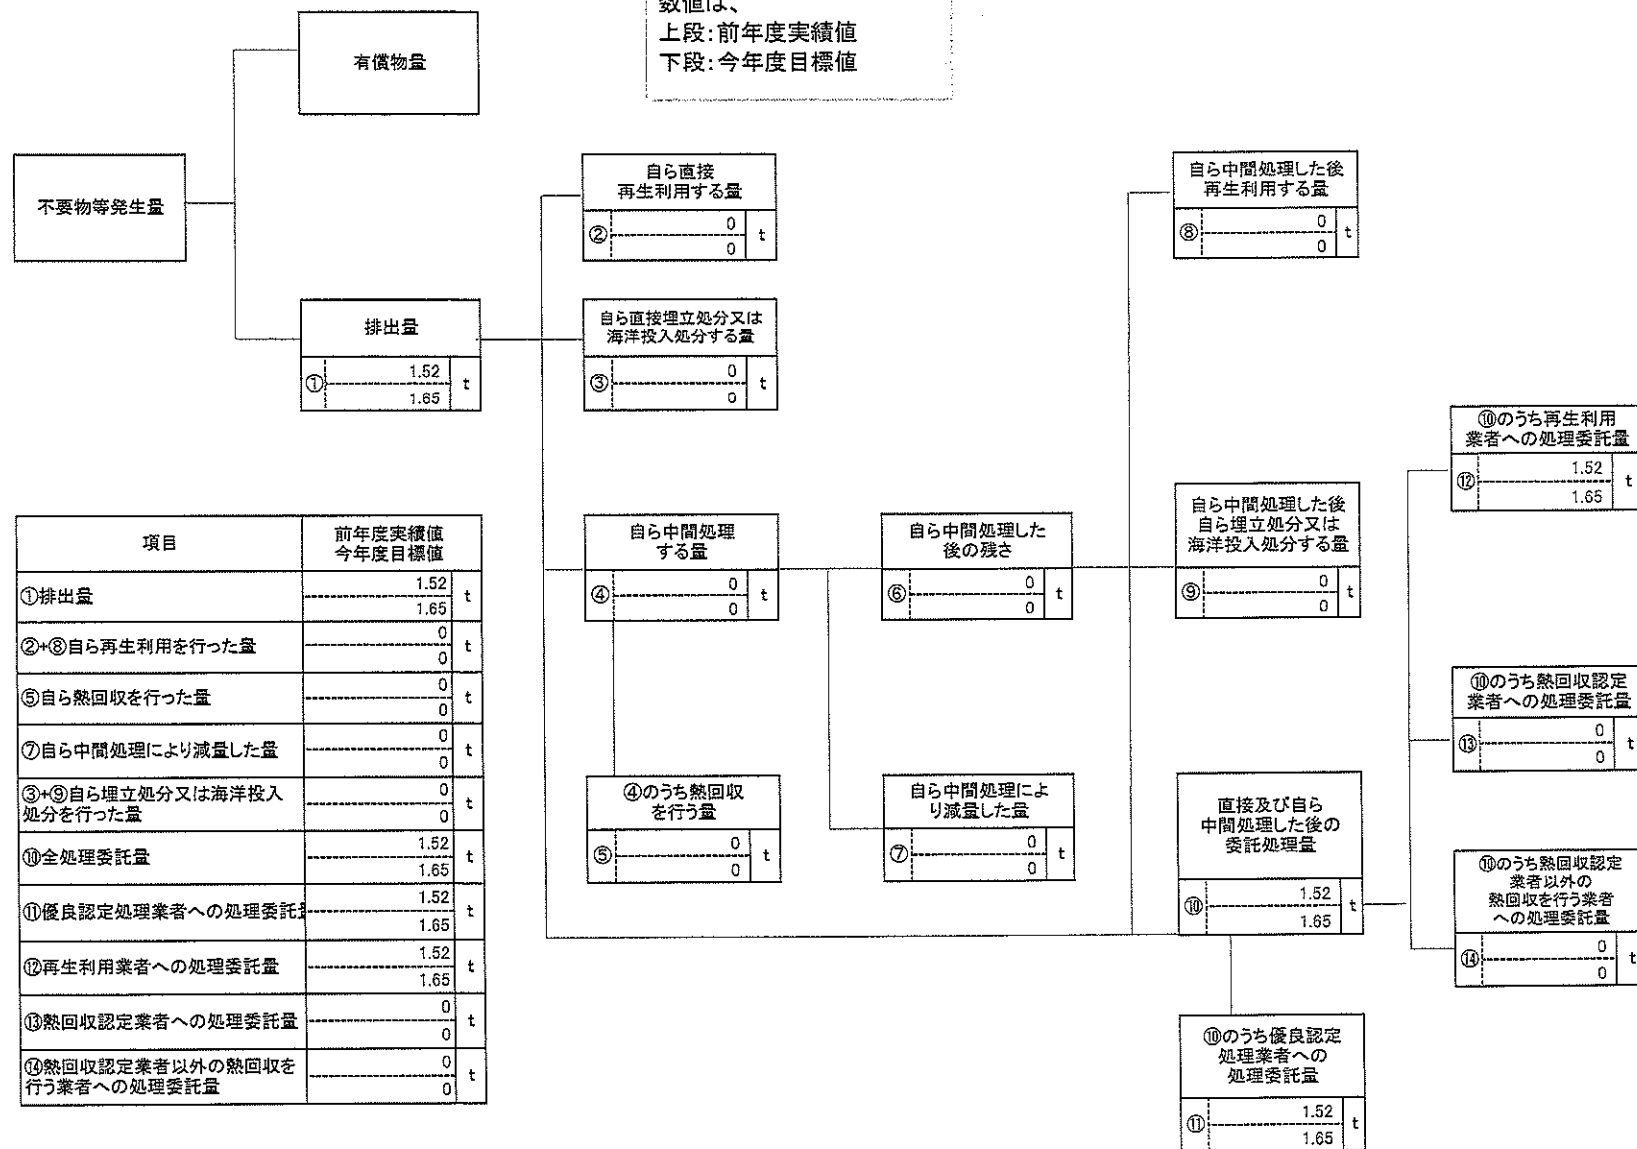 数値は、
上段:前年度実績値
下段:今年度目標値
有償物量
不要物等発生量
排出量
① 1.52 t
1.65
自ら直接
再生利用する量
② 0 t
0
自ら直接埋立処分又は
海洋投入処分する量
③ 0 t
0
自ら中間処理
する量
④ 0 t
0
④のうち熱回収
を行う量
⑤ 0 t
0
自ら中間処理した
後の残さ
⑥ 0 t
0
自ら中間処理によ
り減量した量
⑦ 0 t
0
自ら中間処理した後
再生利用する量
⑧ 0 t
0
自ら中間処理した後
自ら埋立処分又は
海洋投入処分する量
⑨ 0 t
0
直接及び自ら
中間処理した後の
委託処理量
⑩ 1.52 t
1.65
⑩のうち優良認定
処理業者への
処理委託量
⑪ 1.52 t
1.65
⑩のうち再生利用
業者への処理委託量
⑫ 1.52 t
1.65
⑩のうち熱回収認定
業者への処理委託量
⑬ 0 t
0
⑩のうち熱回収認定
業者以外の
熱回収を行う業者
への処理委託量
⑭ 0 t
0
項目 前年度実績値
今年度目標値
①排出量 1.52 t
1.65
②+⑧自ら再生利用を行った量 0 t
0
⑤自ら熱回収を行った量 0 t
0
⑦自ら中間処理により減量した量 0 t
0
③+⑨自ら埋立処分又は海洋投入
処分を行った量 0 t
0
⑩全処理委託量 1.52 t
1.65
⑪優良認定処理業者への処理委託 1.52 t
1.65
⑫再生利用業者への処理委託量 1.52 t
1.65
⑬熱回収認定業者への処理委託量 0 t
0
⑭熱回収認定業者以外の熱回収を
行う業者への処理委託量 0 t
0